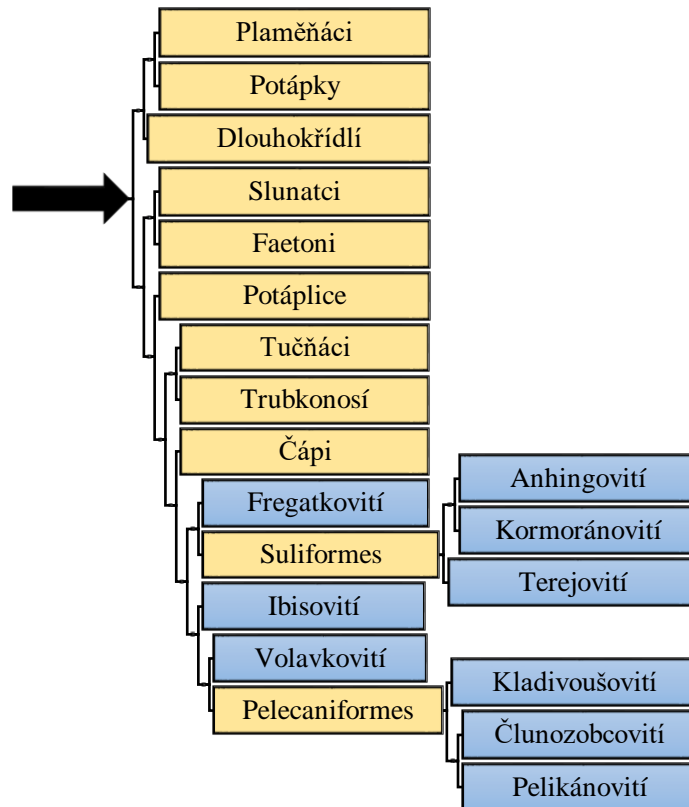 Plaměňáci
Potápky
Dlouhokřídlí
Slunatci
Faetoni
Potáplice
Tučňáci
Trubkonosí
Čápi
Fregatkovití
Suliformes
Ibisovití
Volavkovití
Pelecaniformes
Anhingovití
Kormoránovití
Terejovití
Kladivoušovití
Člunozobcovití
Pelikánovití